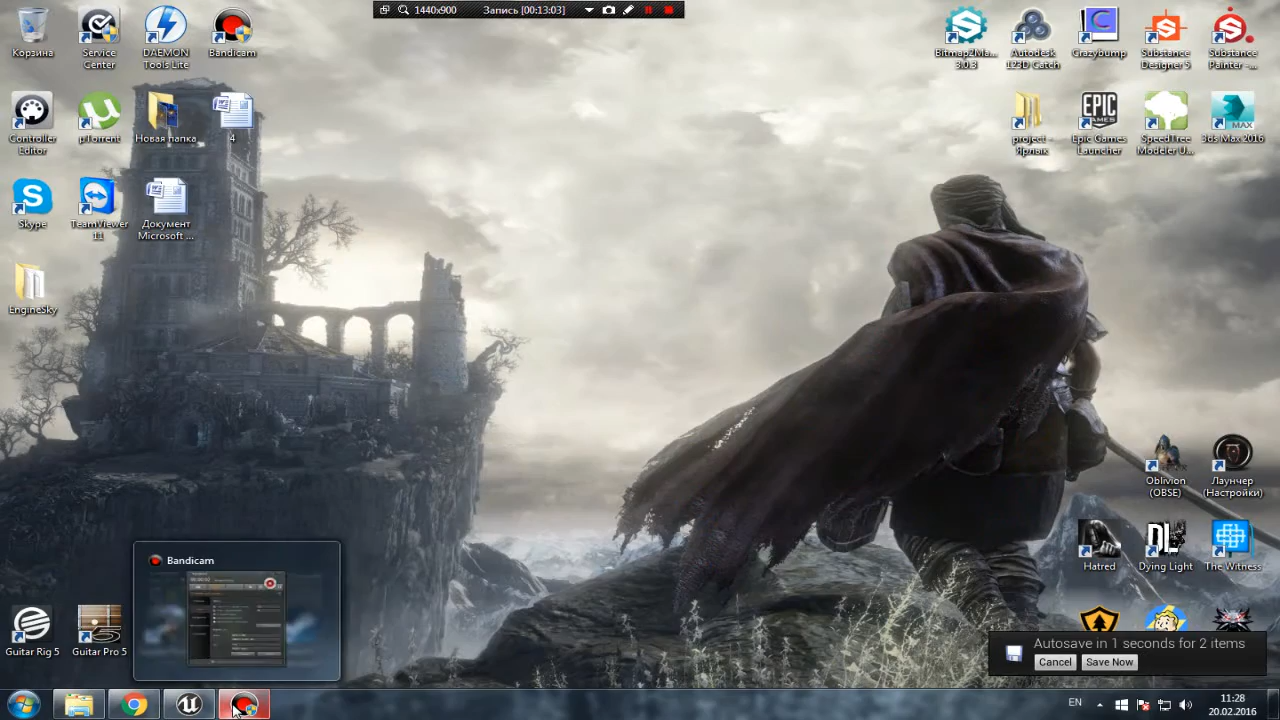 1440x900
Запись [00:13:03]
Корзина
Service Center
DAEMON Tools Lite
Bandicam
Bitmap2Ma... 3.0.3
Autodesk 123D Catch
Crazybump
Substance Designer 5
Substance Painter -...
Controller Editor
µTorrent
Новая папка
4
project - Ярлык
Epic Games Launcher
SpeedTree Modeler U...
3ds Max 2016
EPIC
GAMES
MAX
Skype
TeamViewer 11
Документ Microsoft ...
EngineSky
Oblivion (OBSE)
Лаунчер (Настройки)
Hatred
Dying Light
The Witness
Bandicam
Guitar Rig 5
Guitar Pro 5
Autosave in 1 seconds for 2 items
Cancel
Save Now
EN
11:28
20.02.2016